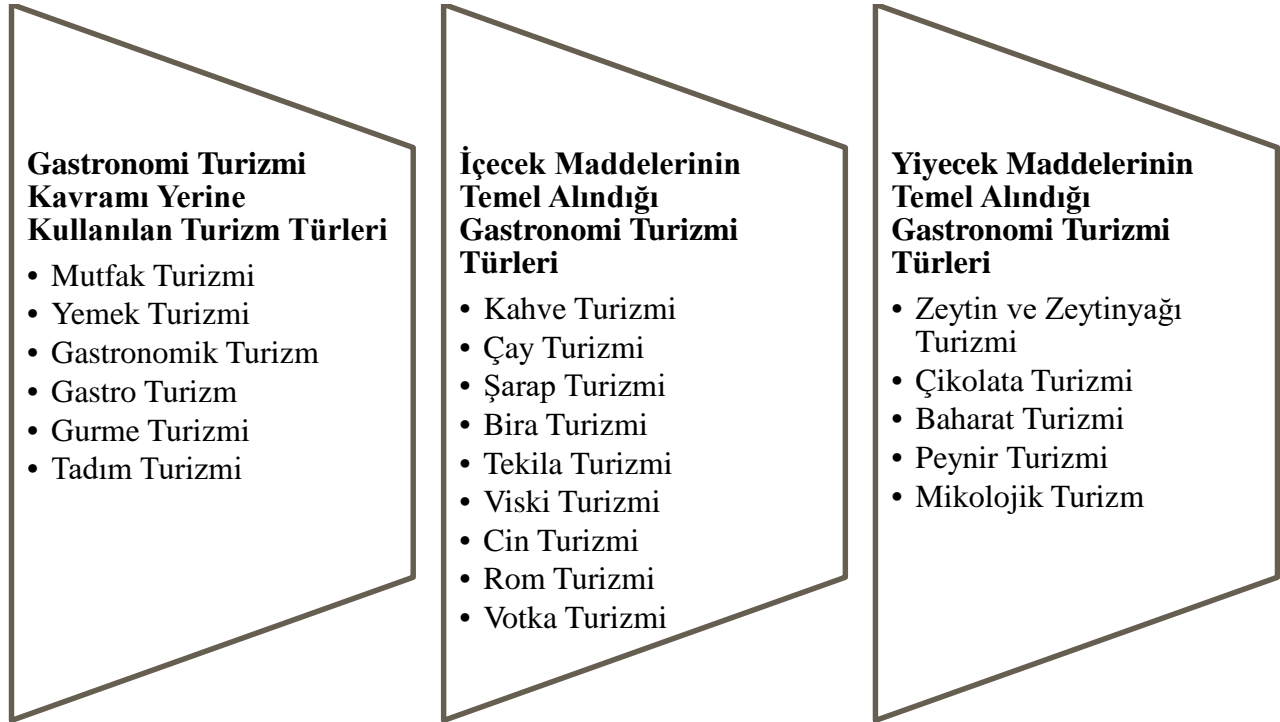 Gastronomi Turizmi
Kavramı Yerine
Kullanılan Turizm Türleri
• Mutfak Turizmi
• Yemek Turizmi
• Gastronomik Turizm
• Gastro Turizm
• Gurme Turizmi
• Tadım Turizmi
İçecek Maddelerinin
Temel Alındığı
Gastronomi Turizmi
Türleri
• Kahve Turizmi
• Çay Turizmi
• Şarap Turizmi
• Bira Turizmi
• Tekila Turizmi
• Viski Turizmi
• Cin Turizmi
• Rom Turizmi
• Votka Turizmi
Yiyecek Maddelerinin
Temel Alındığı
Gastronomi Turizmi
Türleri
• Zeytin ve Zeytinyağı
Turizmi
• Çikolata Turizmi
• Baharat Turizmi
• Peynir Turizmi
• Mikolojik Turizm